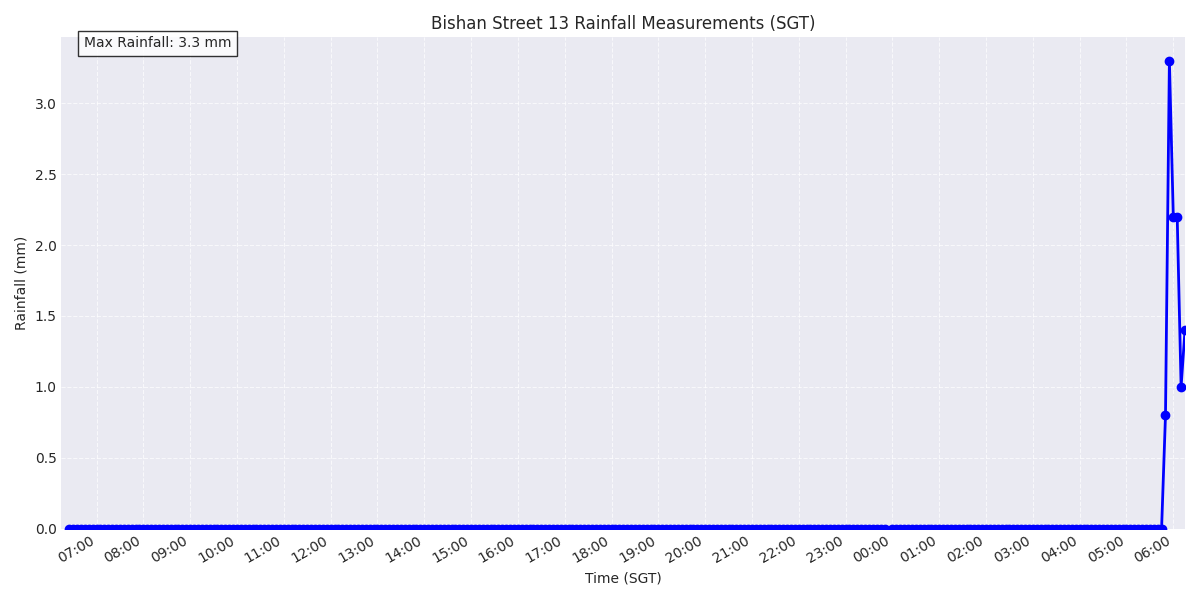 Bishan Street 13 Rainfall Measurements (SGT)
Max Rainfall: 3.3 mm
Rainfall (mm)
3.0
2.5
2.0
1.5
1.0
0.5
0.0
07:00 08:00 09:00 10:00 11:00 12:00 13:00 14:00 15:00 16:00 17:00 18:00 19:00 20:00 21:00 22:00 23:00 00:00 01:00 02:00 03:00 04:00 05:00 06:00
Time (SGT)